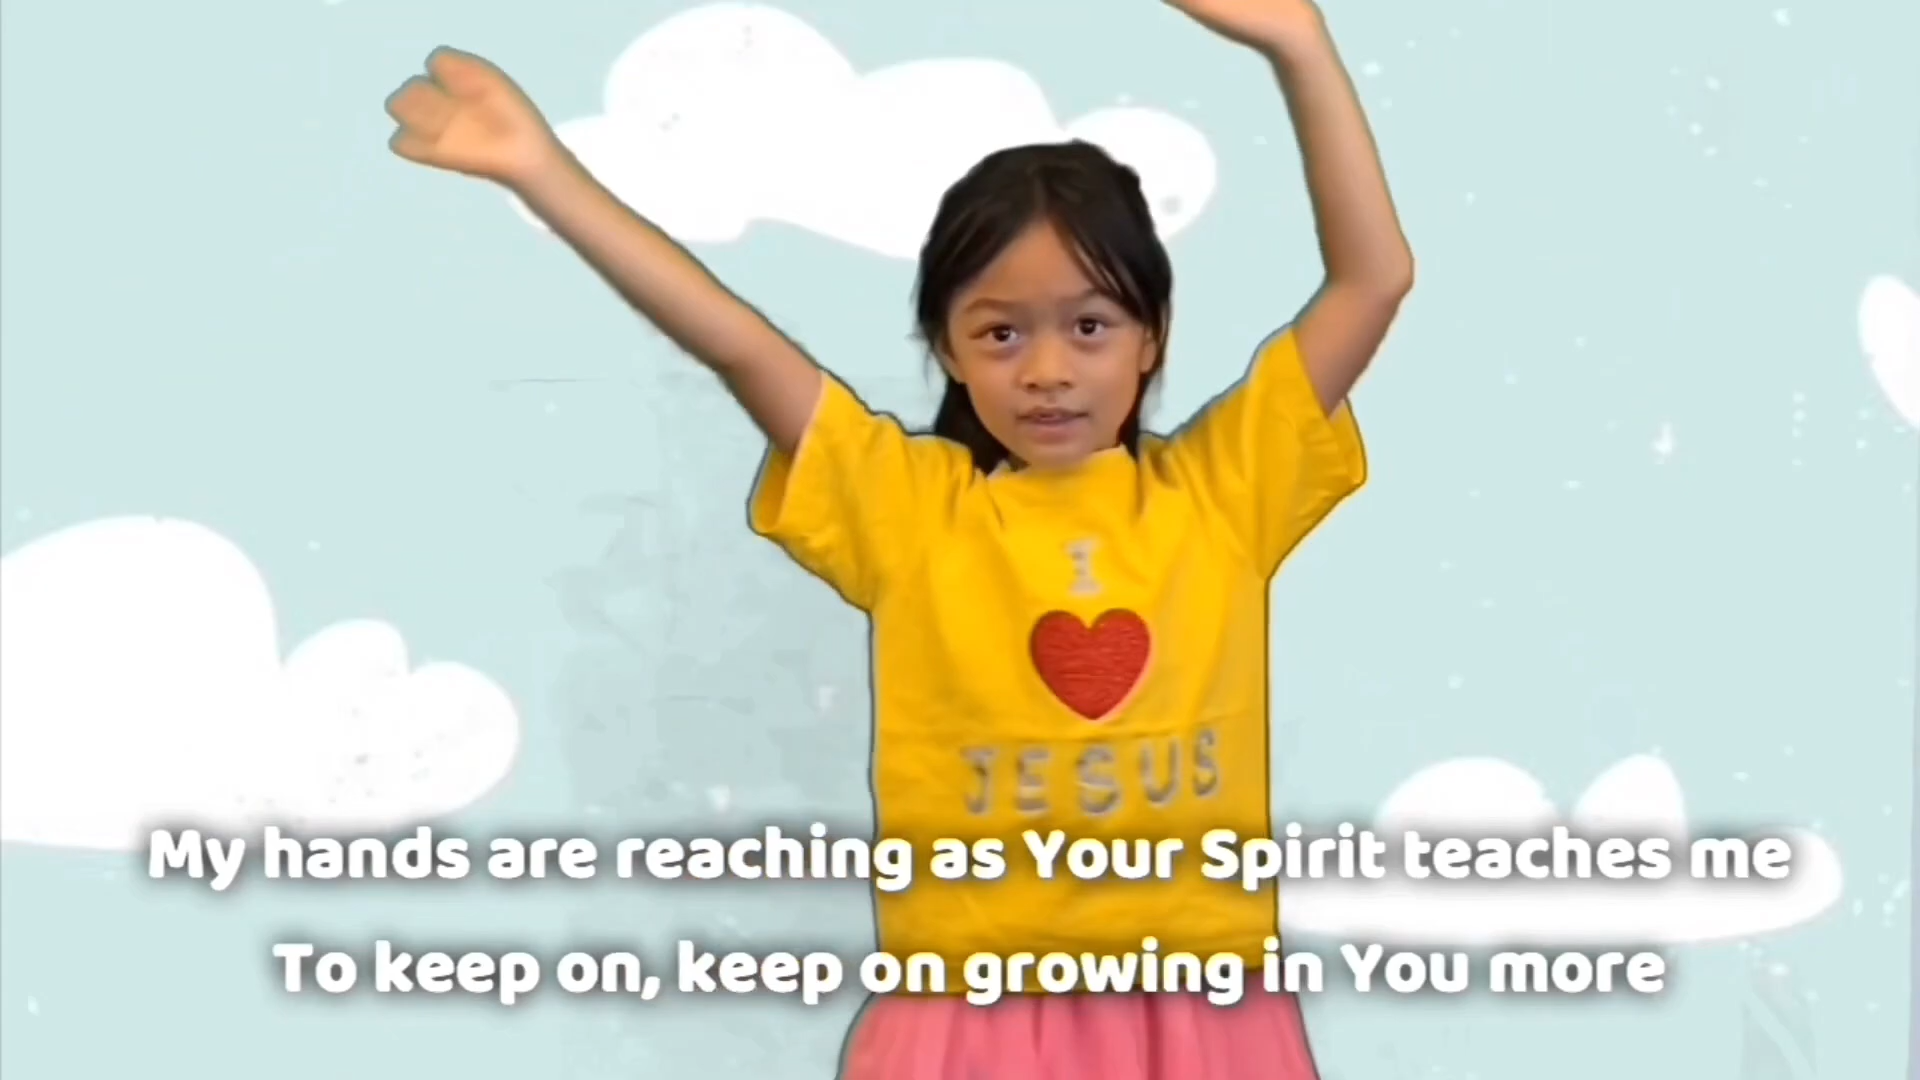 I
JESUS
My hands are reaching as Your Spirit teaches me
To keep on, keep on growing in You more